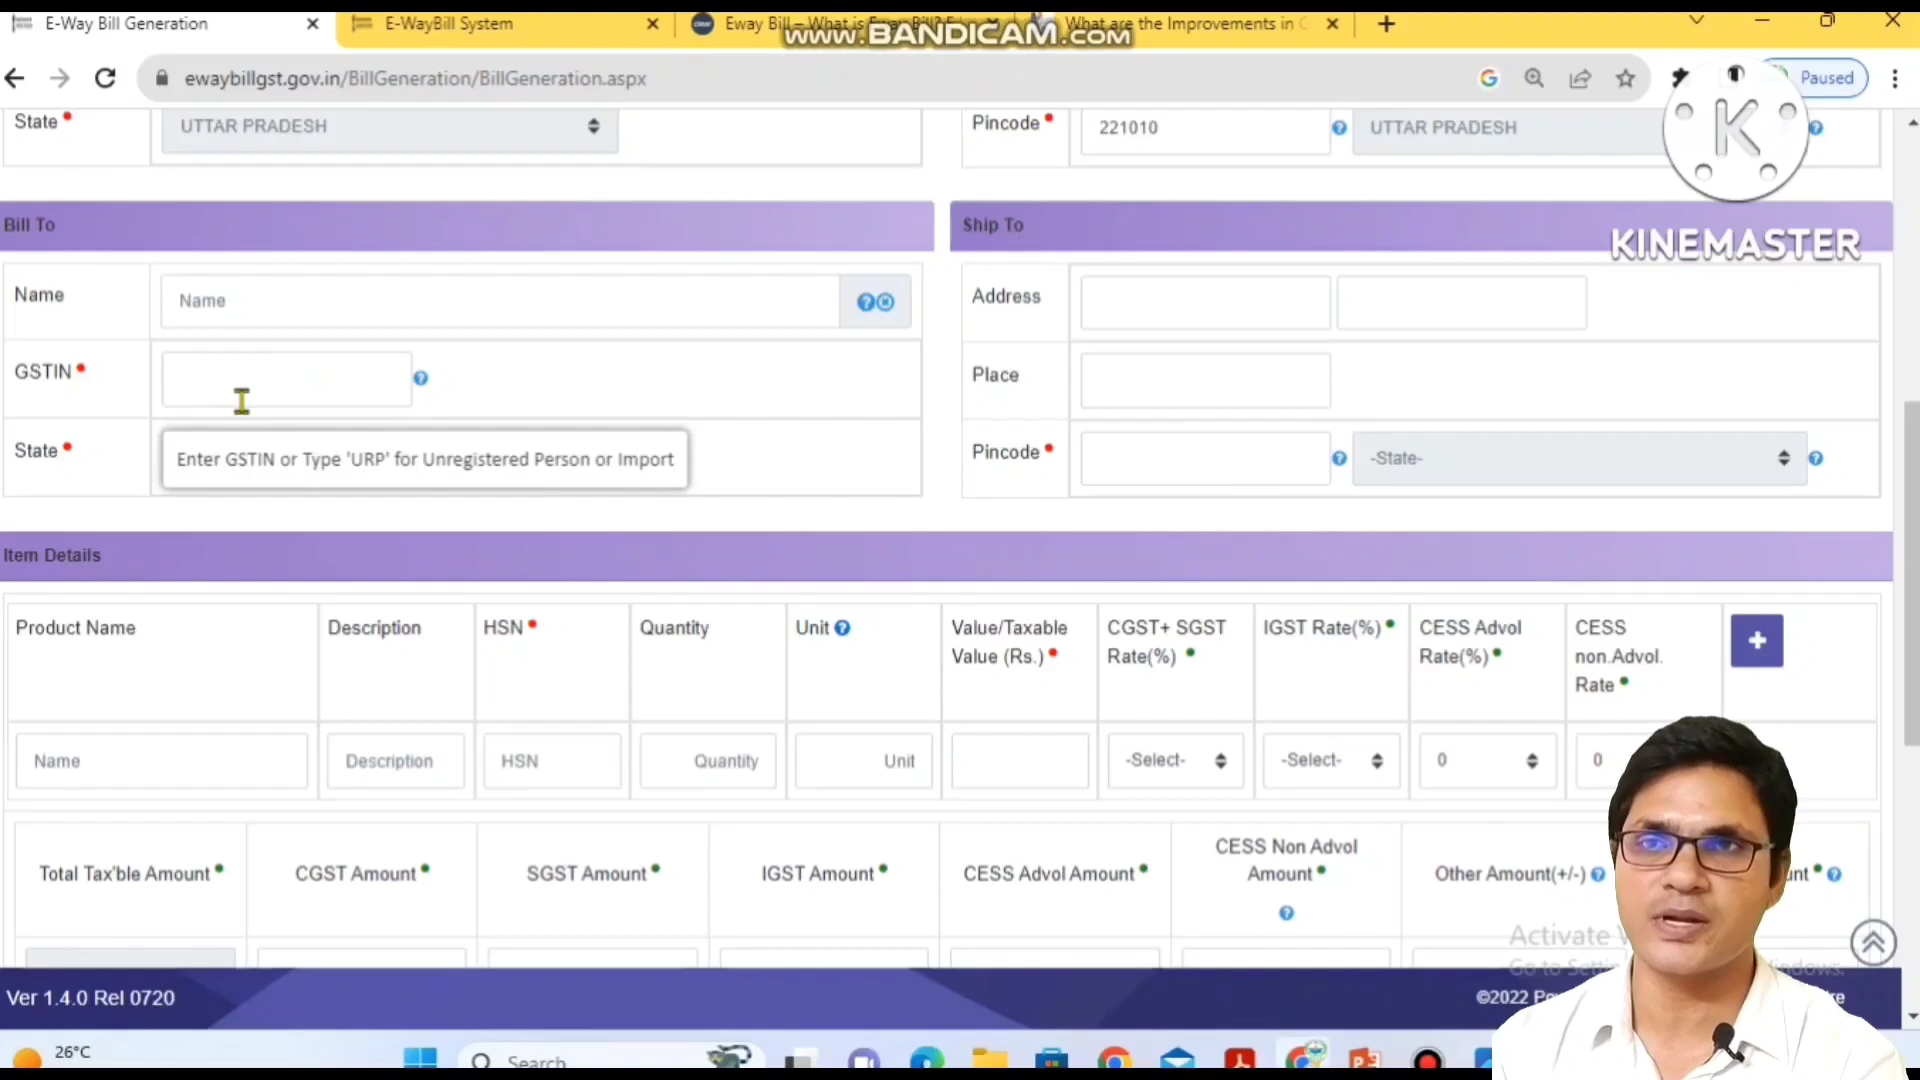 E-Way Bill Generation
E-WayBill System
Eway Bill – What is Eway Bill?
What are the Improvements in
WWW.BANDICAM.COM
ewaybillgst.gov.in/BillGeneration/BillGeneration.aspx
Paused
State
UTTAR PRADESH
Pincode
221010
UTTAR PRADESH
K
KINEMASTER
Bill To
Ship To
Name
Name
Address
GSTIN
Place
State
Enter GSTIN or Type 'URP' for Unregistered Person or Import
Pincode
-State-
Item Details
Product Name
Description
HSN
Quantity
Unit
Value/Taxable
Value (Rs.)
CGST+ SGST
Rate(%)
IGST Rate(%)
CESS Advol
Rate(%)
CESS
non.Advol.
Rate
+
Name
Description
HSN
Quantity
Unit
-Select-
-Select-
0
0
Total Tax'ble Amount
CGST Amount
SGST Amount
IGST Amount
CESS Advol Amount
CESS Non Advol
Amount
Other Amount(+/-)
Activate
Go to
Ver 1.4.0 Rel 0720
©2022
26°C
Search